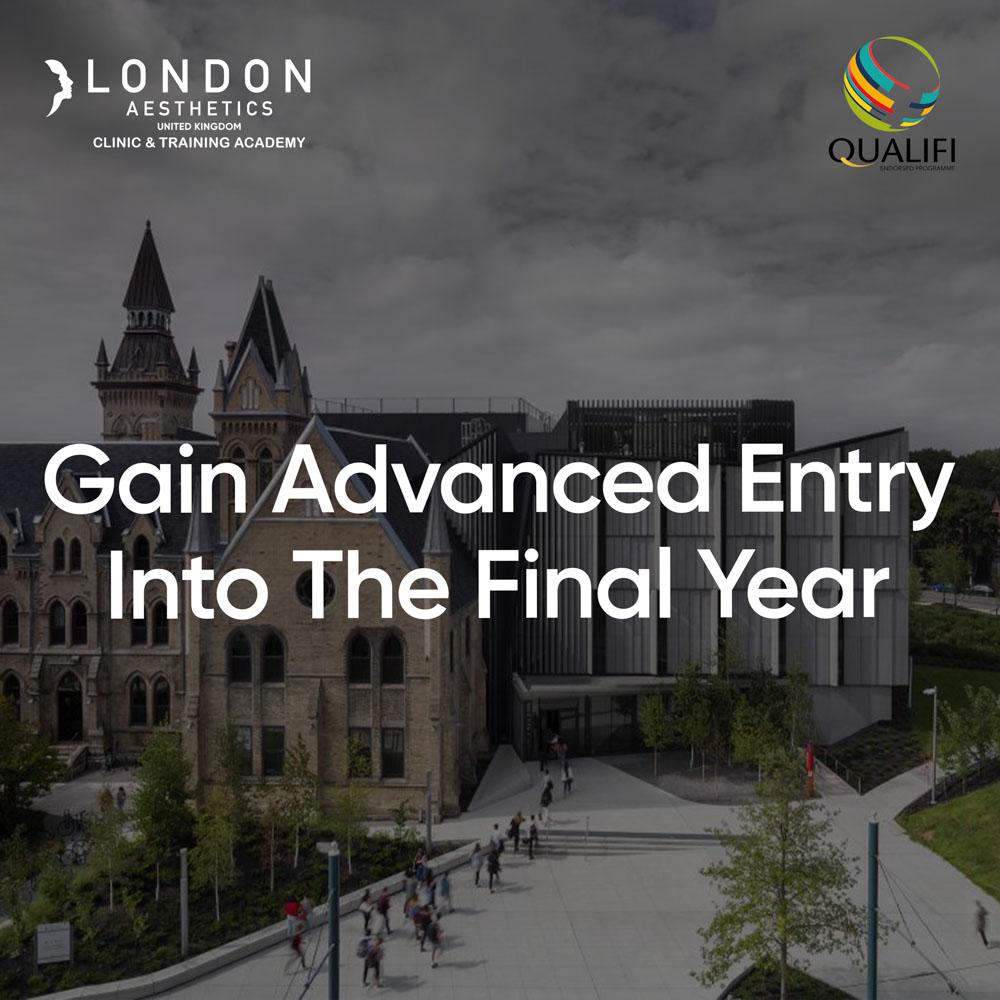 LONDON
AESTHETICS
UNITED KINGDOM
CLINIC & TRAINING ACADEMY
QUALIFI
ENDORSED PROGRAMME
Gain Advanced Entry
Into The Final Year